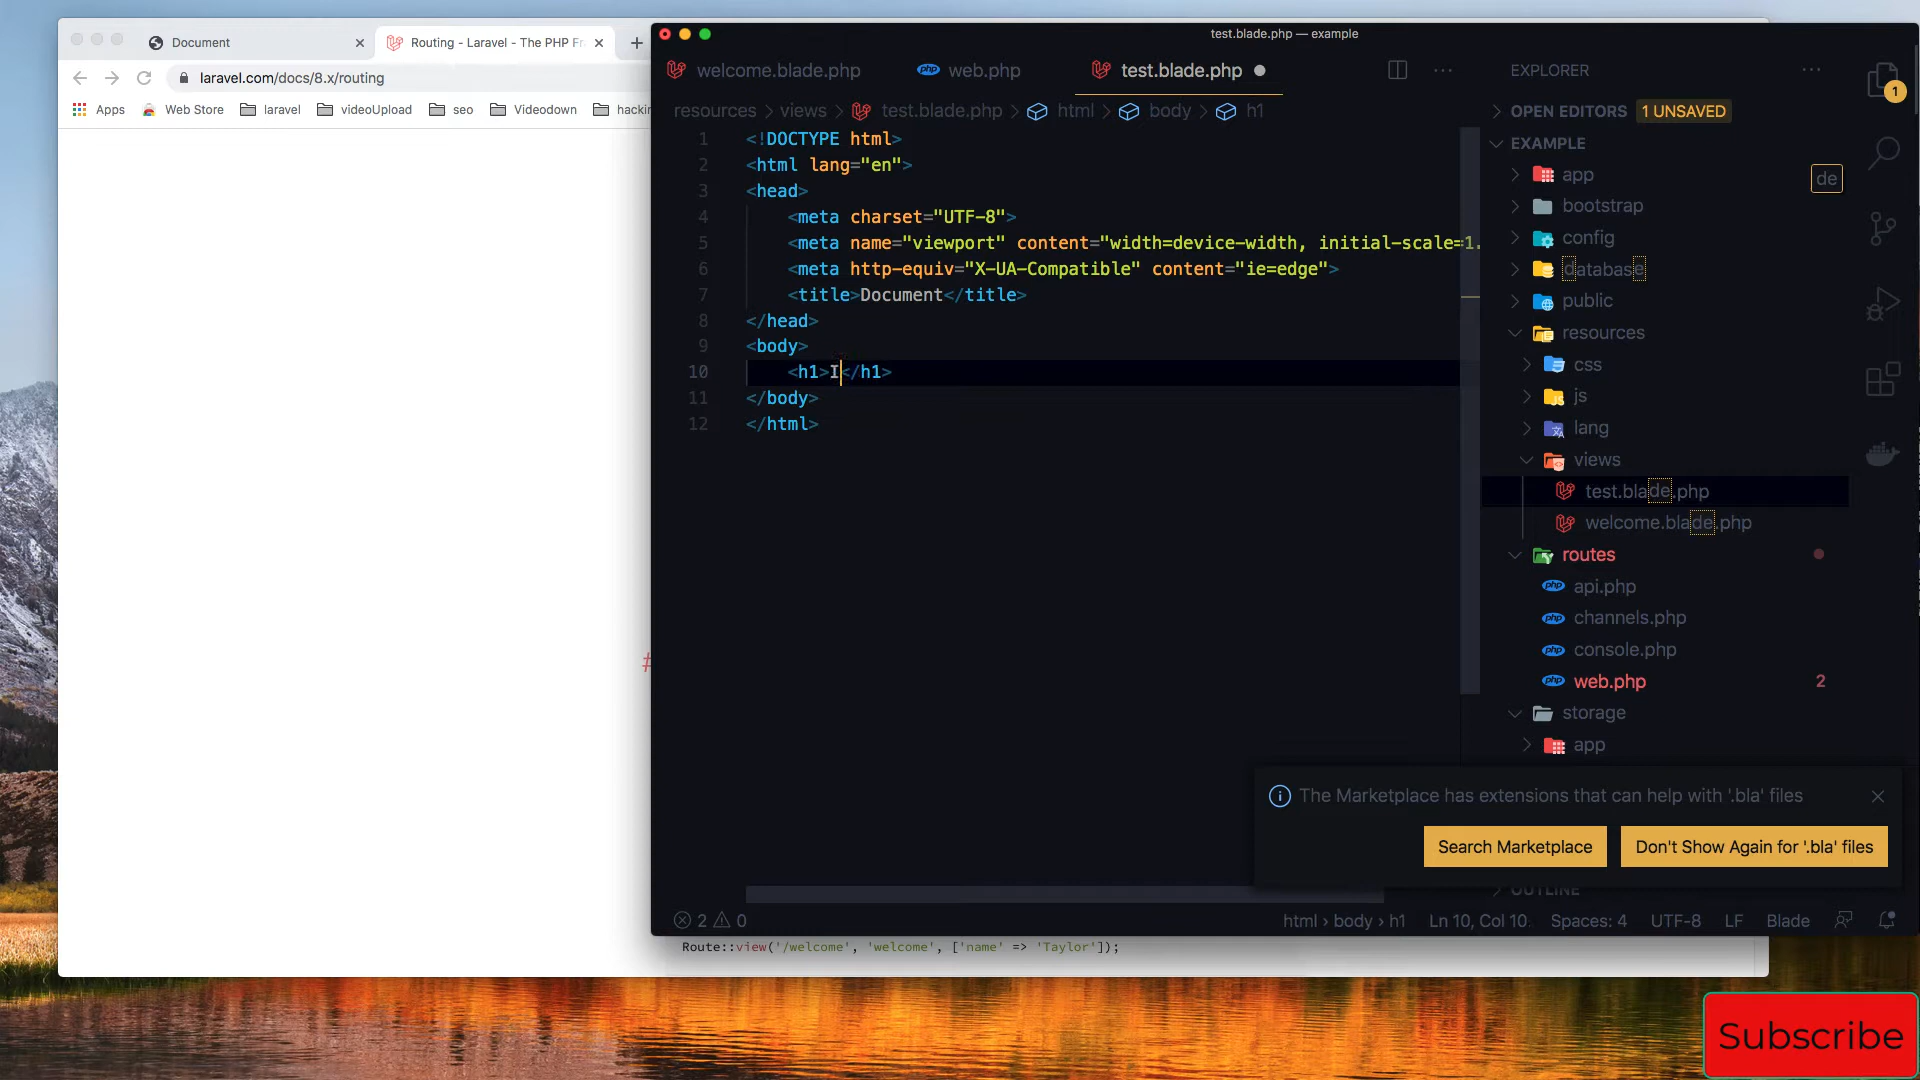 Document
Routing - Laravel - The PHP Fr
laravel.com/docs/8.x/routing
Apps
Web Store
laravel
videoUpload
seo
Videodown
hackin
#
Route::view('/welcome', 'welcome', ['name' => 'Taylor']);
test.blade.php — example
welcome.blade.php
web.php
test.blade.php
resources > views > test.blade.php > html > body > h1
1 <!DOCTYPE html>
2 <html lang="en">
3 <head>
4 <meta charset="UTF-8">
5 <meta name="viewport" content="width=device-width, initial-scale=1.
6 <meta http-equiv="X-UA-Compatible" content="ie=edge">
7 <title>Document</title>
8 </head>
9 <body>
10 <h1>I</h1>
11 </body>
12 </html>
EXPLORER
1
OPEN EDITORS 1 UNSAVED
EXAMPLE
de
app
bootstrap
config
database
public
resources
css
js
lang
views
test.blade.php
welcome.blade.php
routes
api.php
channels.php
console.php
web.php 2
storage
app
The Marketplace has extensions that can help with '.bla' files
Search Marketplace
Don't Show Again for '.bla' files
OUTLINE
2 0
html › body › h1
Ln 10, Col 10
Spaces: 4
UTF-8
LF
Blade
Subscribe